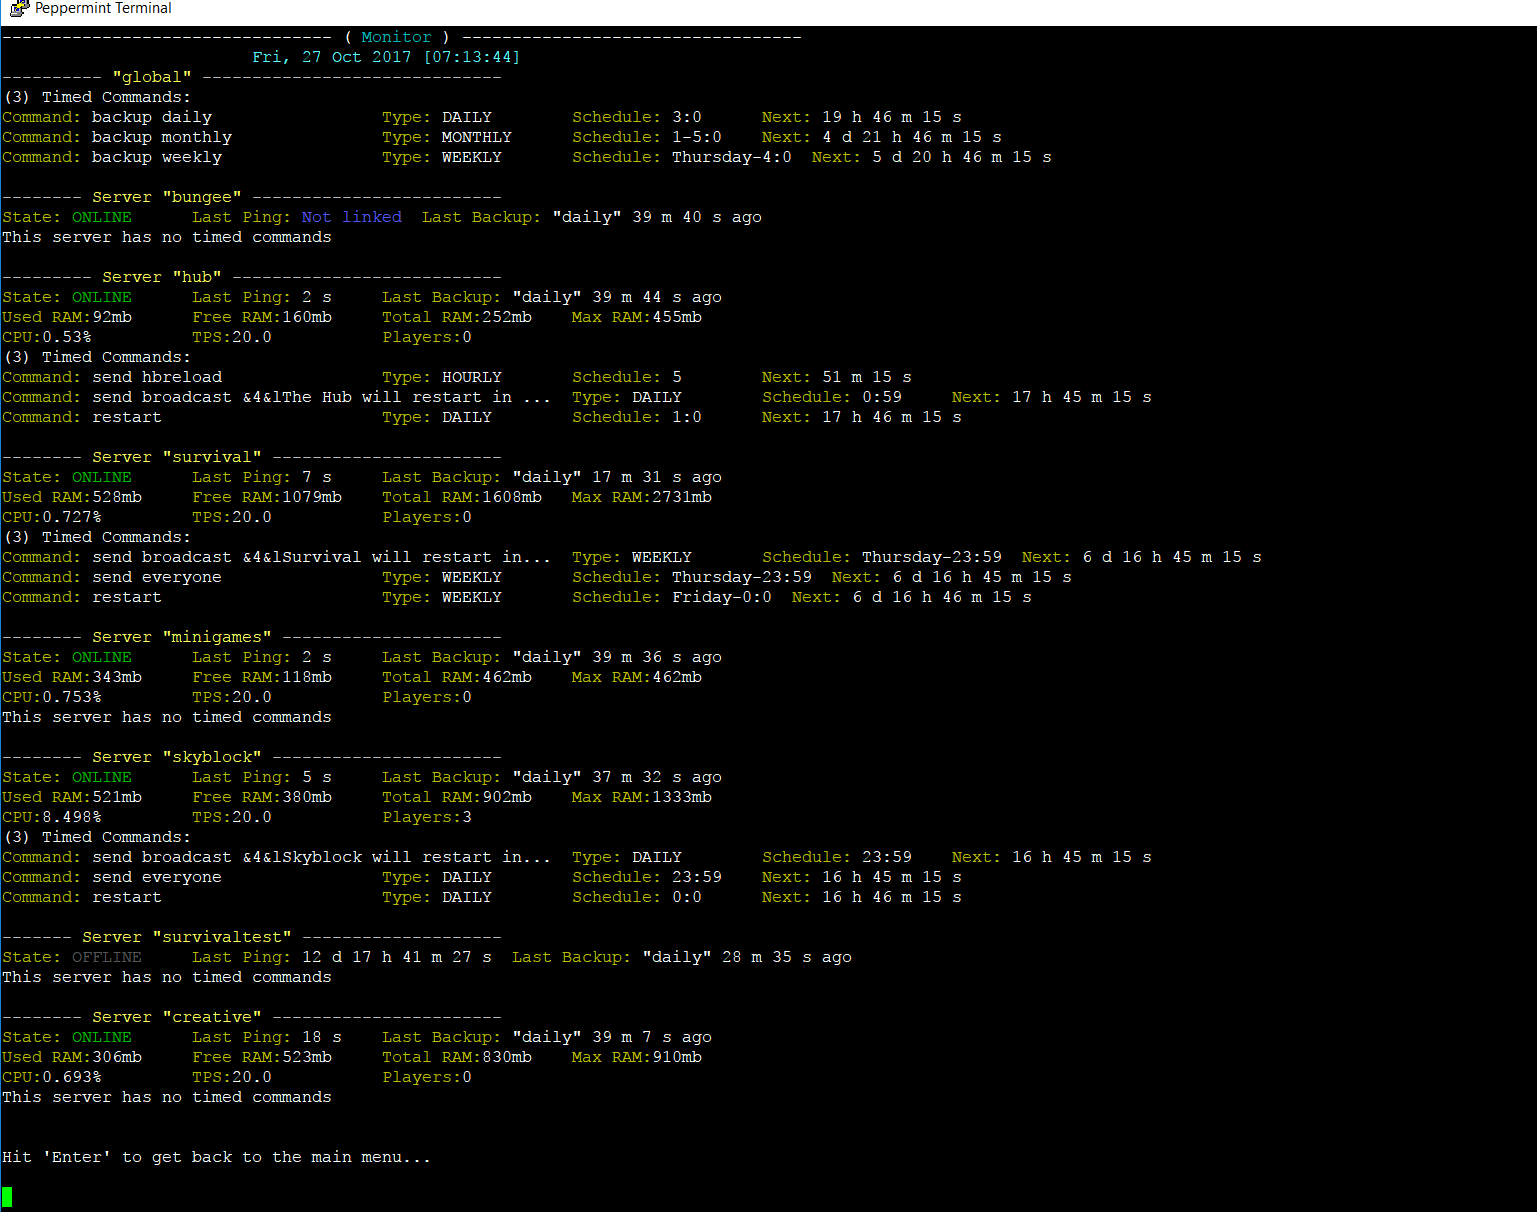 Peppermint Terminal
--------------------------------- ( Monitor ) ----------------------------------
Fri, 27 Oct 2017 [07:13:44]
---------- "global" ------------------------------
(3) Timed Commands:
Command: backup daily Type: DAILY Schedule: 3:0 Next: 19 h 46 m 15 s
Command: backup monthly Type: MONTHLY Schedule: 1-5:0 Next: 4 d 21 h 46 m 15 s
Command: backup weekly Type: WEEKLY Schedule: Thursday-4:0 Next: 5 d 20 h 46 m 15 s
-------- Server "bungee" -------------------------
State: ONLINE Last Ping: Not linked Last Backup: "daily" 39 m 40 s ago
This server has no timed commands
--------- Server "hub" ---------------------------
State: ONLINE Last Ping: 2 s Last Backup: "daily" 39 m 44 s ago
Used RAM:92mb Free RAM:160mb Total RAM:252mb Max RAM:455mb
CPU:0.53% TPS:20.0 Players:0
(3) Timed Commands:
Command: send hbreload Type: HOURLY Schedule: 5 Next: 51 m 15 s
Command: send broadcast &4&lThe Hub will restart in ... Type: DAILY Schedule: 0:59 Next: 17 h 45 m 15 s
Command: restart Type: DAILY Schedule: 1:0 Next: 17 h 46 m 15 s
-------- Server "survival" -----------------------
State: ONLINE Last Ping: 7 s Last Backup: "daily" 17 m 31 s ago
Used RAM:528mb Free RAM:1079mb Total RAM:1608mb Max RAM:2731mb
CPU:0.727% TPS:20.0 Players:0
(3) Timed Commands:
Command: send broadcast &4&lSurvival will restart in... Type: WEEKLY Schedule: Thursday-23:59 Next: 6 d 16 h 45 m 15 s
Command: send everyone Type: WEEKLY Schedule: Thursday-23:59 Next: 6 d 16 h 45 m 15 s
Command: restart Type: WEEKLY Schedule: Friday-0:0 Next: 6 d 16 h 46 m 15 s
-------- Server "minigames" ----------------------
State: ONLINE Last Ping: 2 s Last Backup: "daily" 39 m 36 s ago
Used RAM:343mb Free RAM:118mb Total RAM:462mb Max RAM:462mb
CPU:0.753% TPS:20.0 Players:0
This server has no timed commands
-------- Server "skyblock" -----------------------
State: ONLINE Last Ping: 5 s Last Backup: "daily" 37 m 32 s ago
Used RAM:521mb Free RAM:380mb Total RAM:902mb Max RAM:1333mb
CPU:8.498% TPS:20.0 Players:3
(3) Timed Commands:
Command: send broadcast &4&lSkyblock will restart in... Type: DAILY Schedule: 23:59 Next: 16 h 45 m 15 s
Command: send everyone Type: DAILY Schedule: 23:59 Next: 16 h 45 m 15 s
Command: restart Type: DAILY Schedule: 0:0 Next: 16 h 46 m 15 s
------- Server "survivaltest" --------------------
State: OFFLINE Last Ping: 12 d 17 h 41 m 27 s Last Backup: "daily" 28 m 35 s ago
This server has no timed commands
-------- Server "creative" -----------------------
State: ONLINE Last Ping: 18 s Last Backup: "daily" 39 m 7 s ago
Used RAM:306mb Free RAM:523mb Total RAM:830mb Max RAM:910mb
CPU:0.693% TPS:20.0 Players:0
This server has no timed commands
Hit 'Enter' to get back to the main menu...